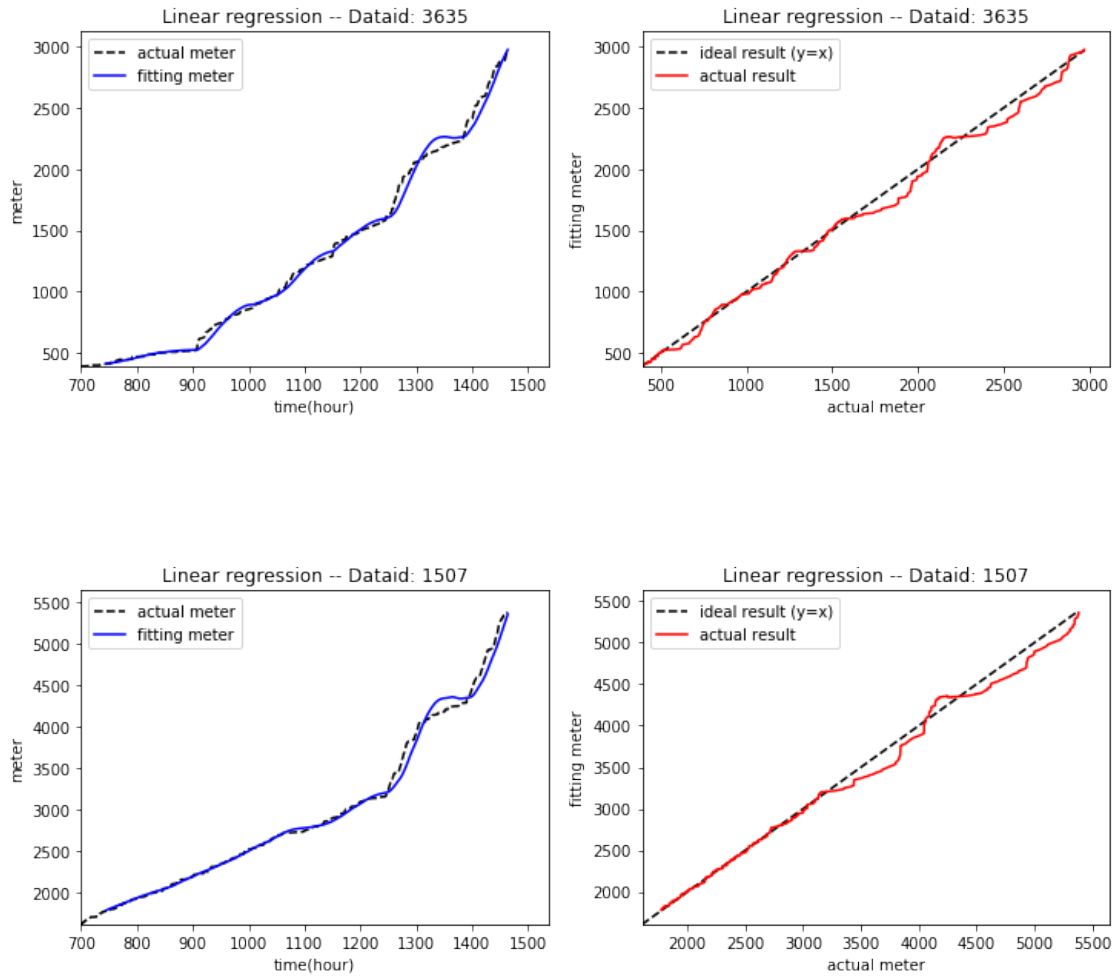 Linear regression -- Dataid: 3635
actual meter
fitting meter
3000
2500
2000
1500
1000
500
meter
700 800 900 1000 1100 1200 1300 1400 1500
time(hour)
Linear regression -- Dataid: 3635
ideal result (y=x)
actual result
3000
2500
2000
1500
1000
500
fitting meter
500 1000 1500 2000 2500 3000
actual meter
Linear regression -- Dataid: 1507
actual meter
fitting meter
5500
5000
4500
4000
3500
3000
2500
2000
meter
700 800 900 1000 1100 1200 1300 1400 1500
time(hour)
Linear regression -- Dataid: 1507
ideal result (y=x)
actual result
5500
5000
4500
4000
3500
3000
2500
2000
fitting meter
2000 2500 3000 3500 4000 4500 5000 5500
actual meter